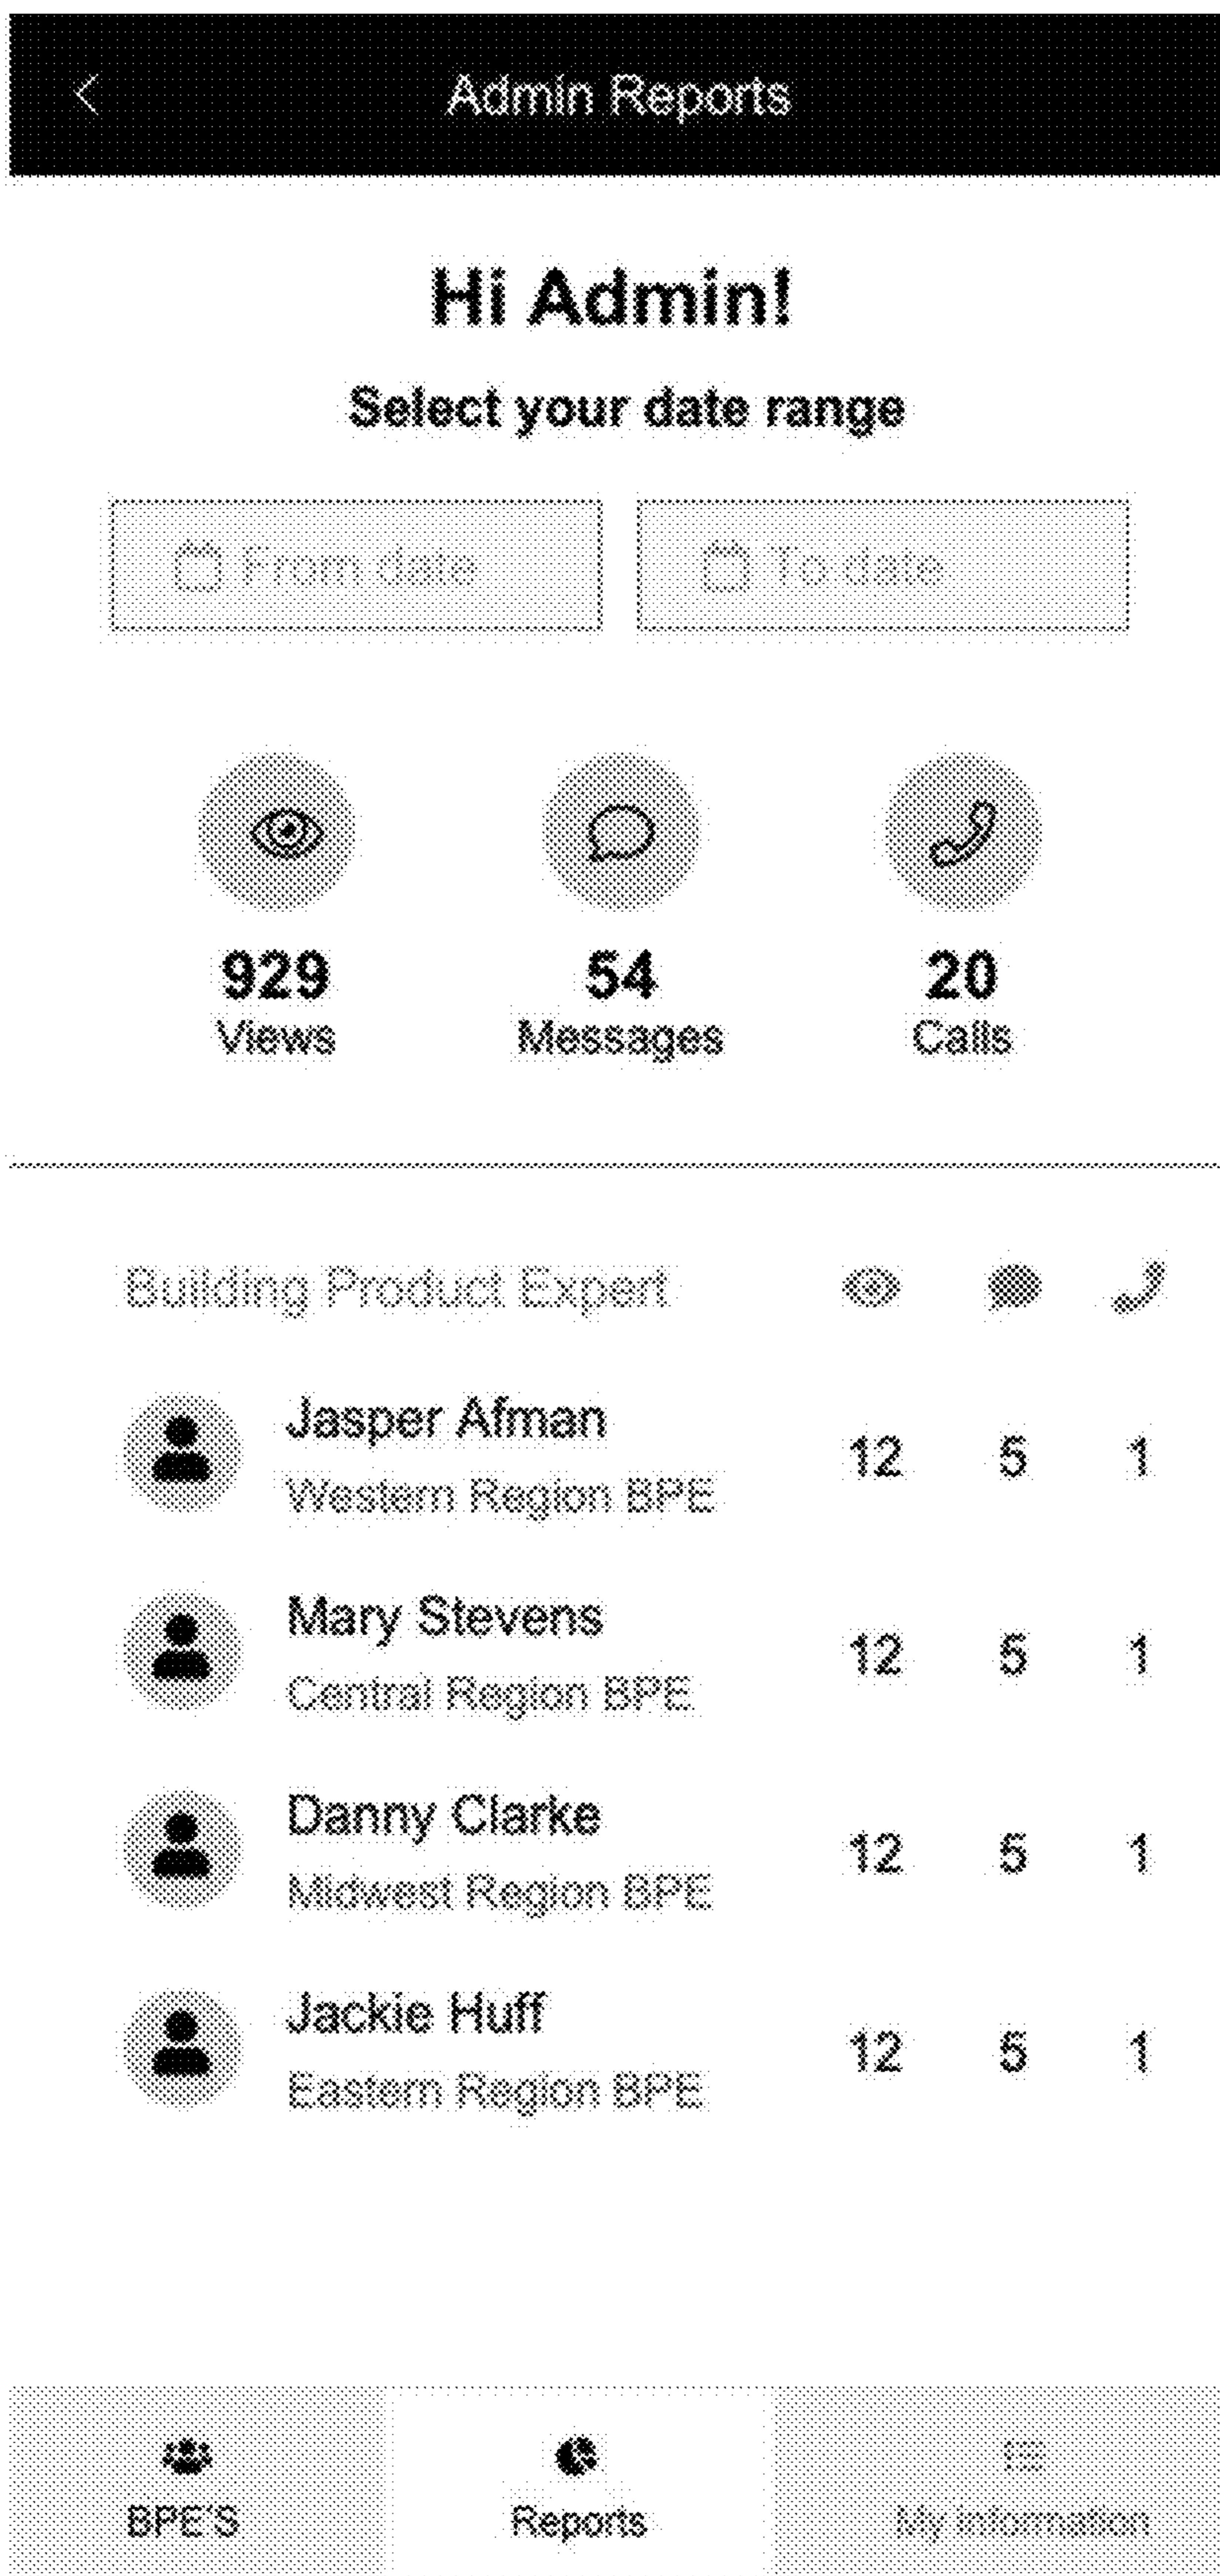 Admin Reports
Hi Admin!
Select your date range
From date To date
929 54 20
Views Messages Calls
Building Product Expert
Jasper Afman 12 5 1
Western Region BPE
Mary Stevens 12 5 1
Central Region BPE
Danny Clarke 12 5 1
Midwest Region BPE
Jackie Huff 12 5 1
Eastern Region BPE
BPE'S Reports My information